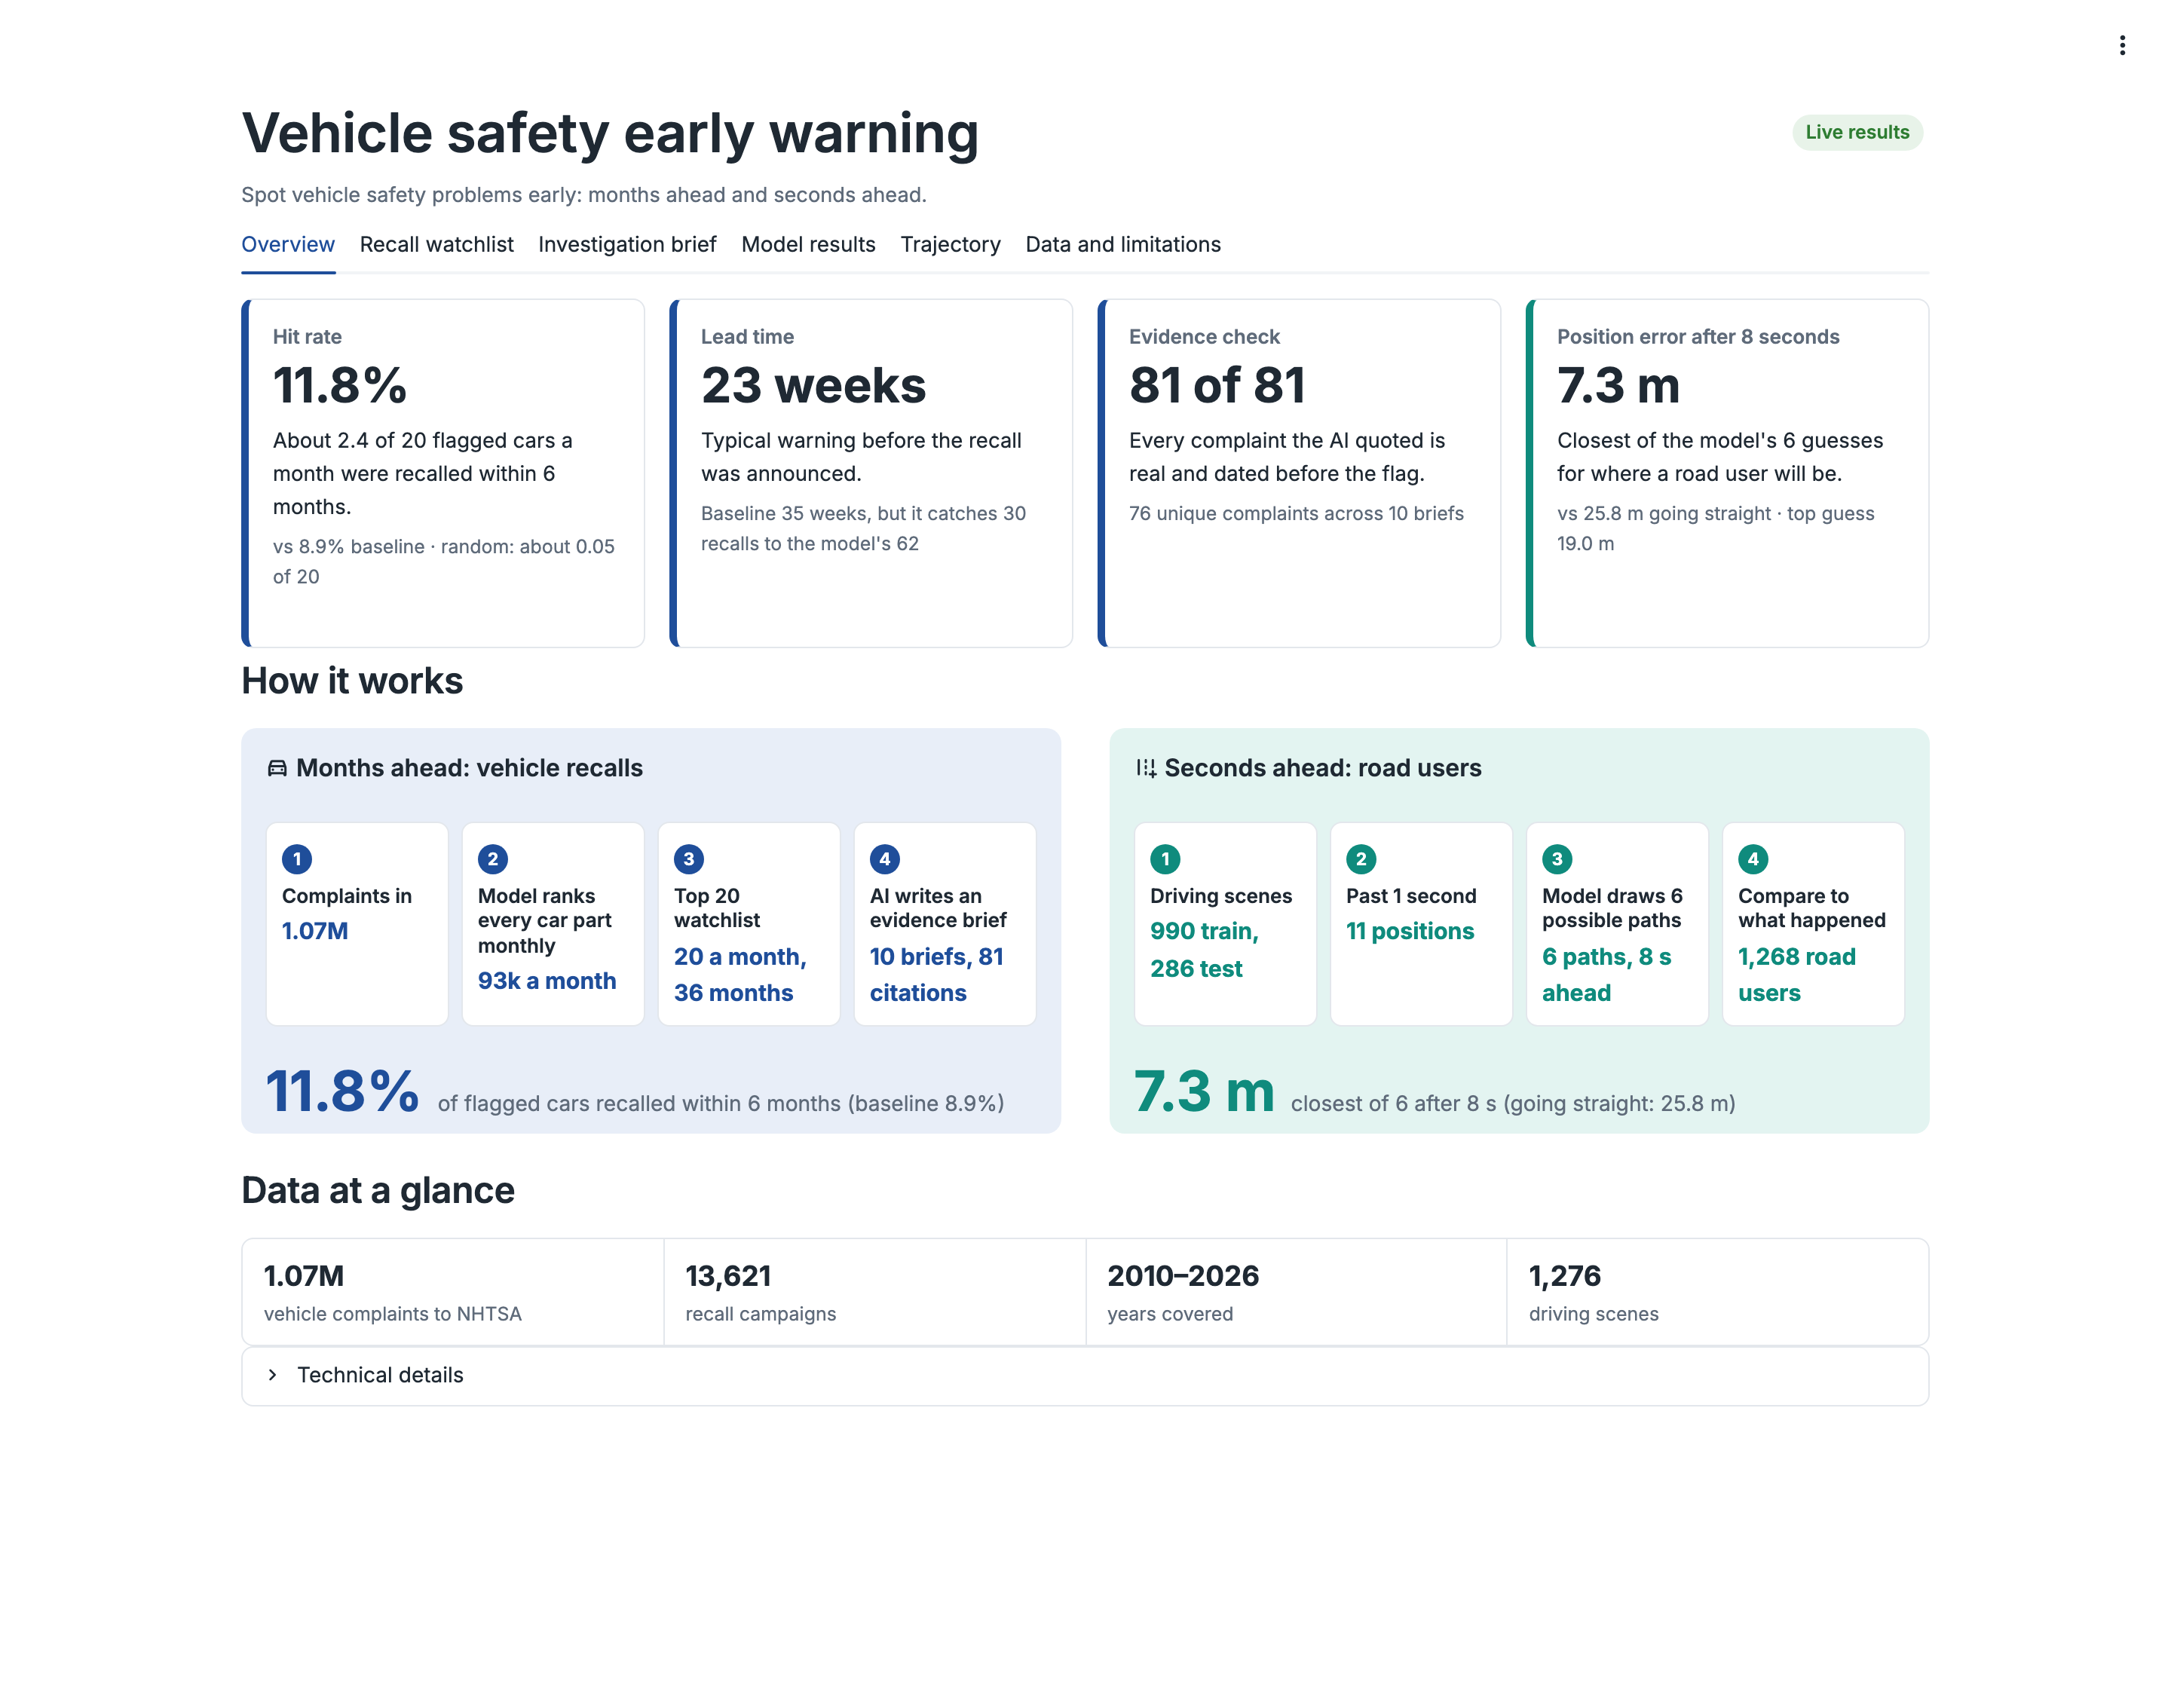 Vehicle safety early warning
Live results
Spot vehicle safety problems early: months ahead and seconds ahead.
Overview
Recall watchlist
Investigation brief
Model results
Trajectory
Data and limitations
Hit rate
11.8%
About 2.4 of 20 flagged cars a
month were recalled within 6
months.
vs 8.9% baseline · random: about 0.05
of 20
Lead time
23 weeks
Typical warning before the recall
was announced.
Baseline 35 weeks, but it catches 30
recalls to the model's 62
Evidence check
81 of 81
Every complaint the AI quoted is
real and dated before the flag.
76 unique complaints across 10 briefs
Position error after 8 seconds
7.3 m
Closest of the model's 6 guesses
for where a road user will be.
vs 25.8 m going straight · top guess
19.0 m
How it works
Months ahead: vehicle recalls
1
Complaints in
1.07M
2
Model ranks
every car part
monthly
93k a month
3
Top 20
watchlist
20 a month,
36 months
4
AI writes an
evidence brief
10 briefs, 81
citations
11.8% of flagged cars recalled within 6 months (baseline 8.9%)
Seconds ahead: road users
1
Driving scenes
990 train,
286 test
2
Past 1 second
11 positions
3
Model draws 6
possible paths
6 paths, 8 s
ahead
4
Compare to
what happened
1,268 road
users
7.3 m closest of 6 after 8 s (going straight: 25.8 m)
Data at a glance
1.07M
vehicle complaints to NHTSA
13,621
recall campaigns
2010–2026
years covered
1,276
driving scenes
Technical details